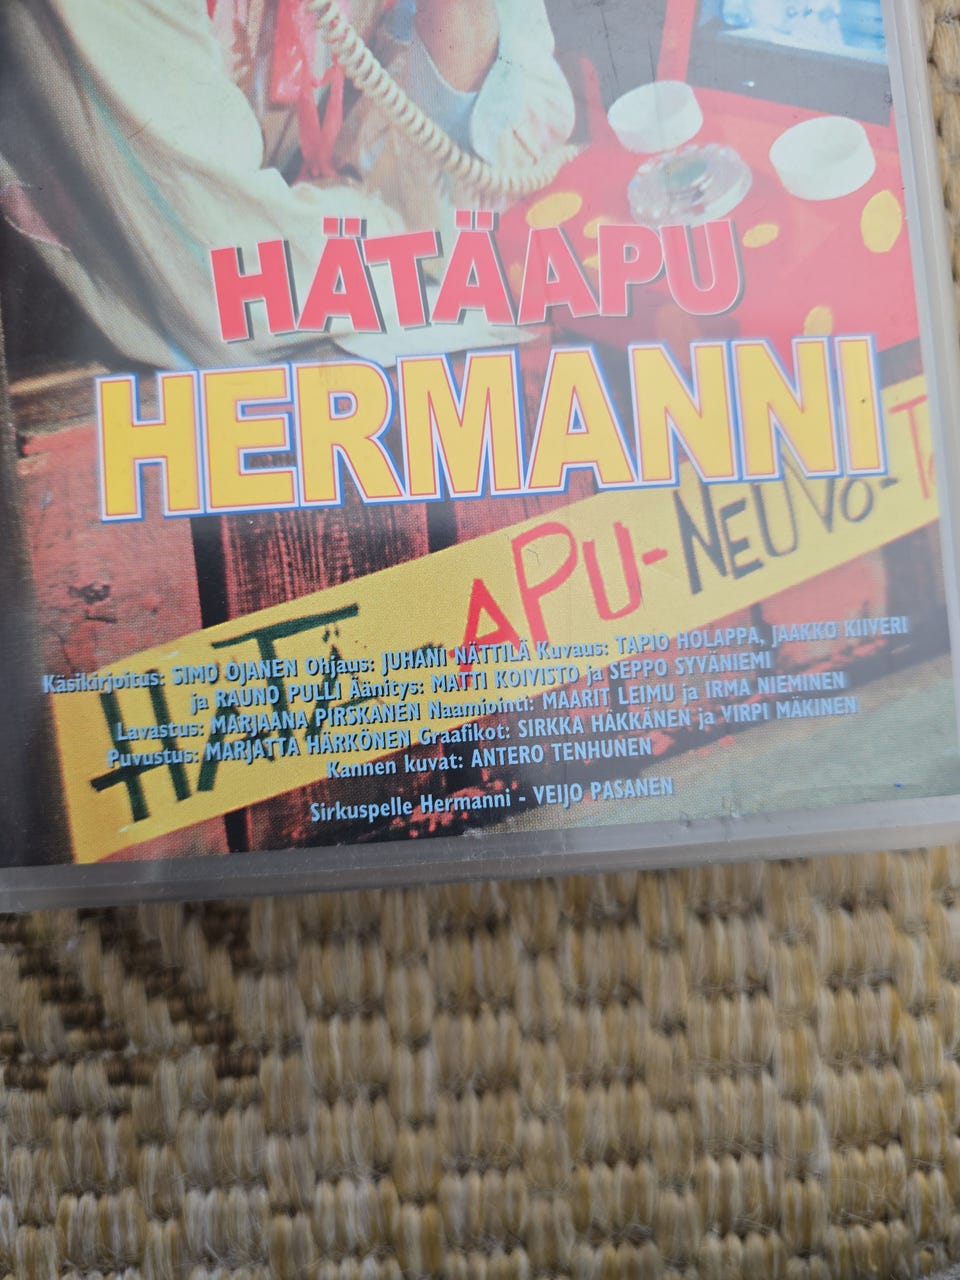 HÄTÄAPU
HERMANNI
HÄTÄ APU-NEUVO-T
Käsikirjoitus: SIMO OJANEN Ohjaus: JUHANI NÄTTILÄ Kuvaus: TAPIO HOLAPPA, JAAKKO KIIVERI
ja RAUNO PULLI Äänitys: MATTI KOIVISTO ja SEPPO SYVÄNIEMI
Lavastus: MARJAANA PIRSKANEN Naamiointi: MAARIT LEIMU ja IRMA NIEMINEN
Puvustus: MARJATTA HÄRKÖNEN Graafikot: SIRKKA HÄKKÄNEN ja VIRPI MÄKINEN
Kannen kuvat: ANTERO TENHUNEN
Sirkuspelle Hermanni - VEIJO PASANEN